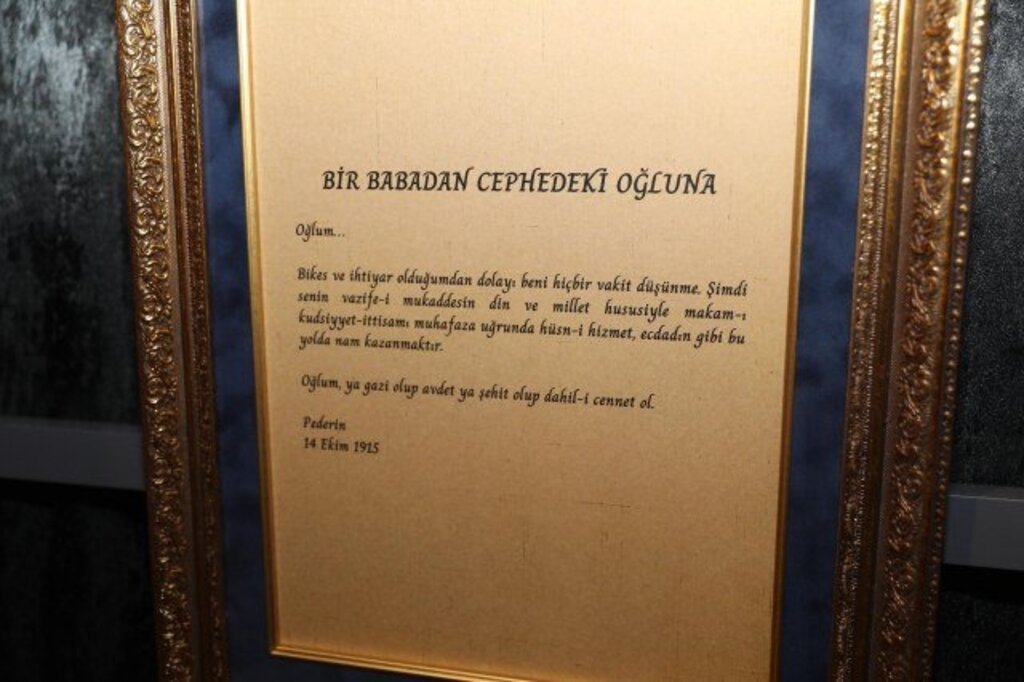 BİR BABADAN CEPHEDEKİ OĞLUNA
Oğlum...
Bikes ve ihtiyar olduğumdan dolayı beni hiçbir vakit düşünme. Şimdi
senin vazife-i mukaddesin din ve millet hususiyle makam-ı
kudsiyyet-ittisamı muhafaza uğrunda hüsn-i hizmet, ecdadın gibi bu
yolda nam kazanmaktır.
Oğlum, ya gazi olup avdet ya şehit olup dahil-i cennet ol.
Pederin
14 Ekim 1915